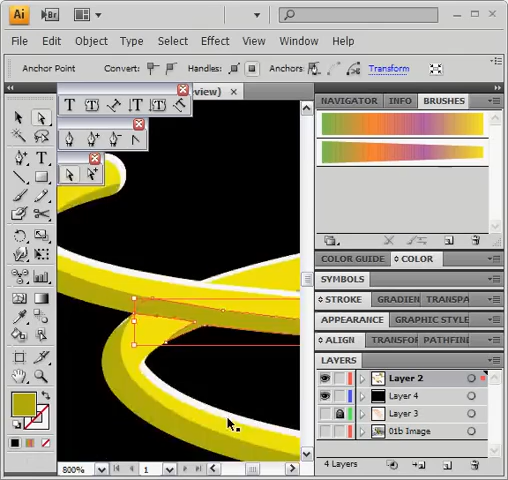 Ai Br
File Edit Object Type Select Effect View Window Help
Anchor Point Convert: Handles: Anchors: Transform
view) ×
NAVIGATOR INFO BRUSHES
COLOR GUIDE COLOR
SYMBOLS
STROKE GRADIEN TRANSPA
APPEARANCE GRAPHIC STYLE
ALIGN TRANSFOR PATHFIN
LAYERS
Layer 2
Layer 4
Layer 3
01b Image
800% 1 4 Layers